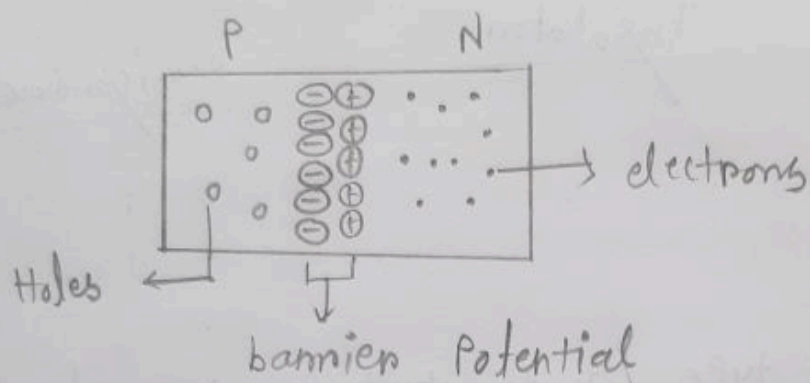 P N
⊖ ⊕
⊖ ⊕
⊖ ⊕
⊖ ⊕
⊖ ⊕
⊖
electrons
Holes
barrier Potential